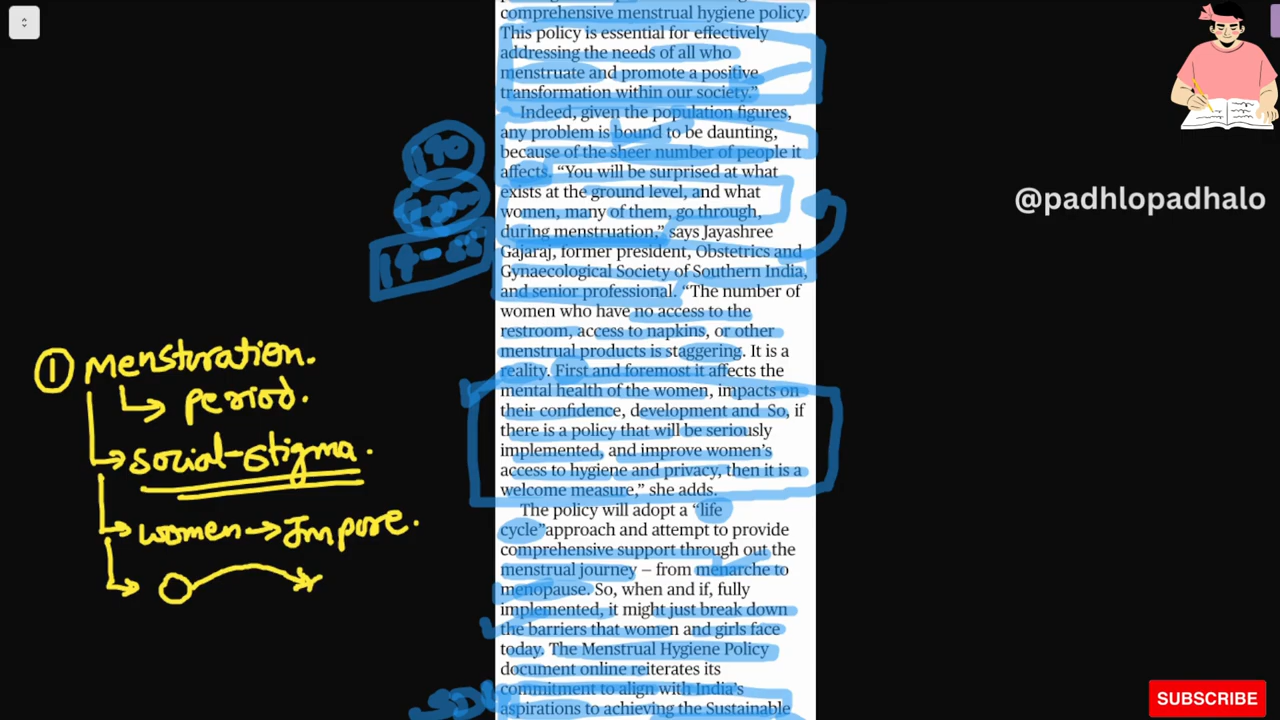 comprehensive menstrual hygiene policy.
This policy is essential for effectively
addressing the needs of all who
menstruate and promote a positive
transformation within our society.”
Indeed, given the population figures,
any problem is bound to be daunting,
because of the sheer number of people it
affects. “You will be surprised at what
exists at the ground level, and what
women, many of them, go through,
during menstruation,” says Jayashree
Gajaraj, former president, Obstetrics and
Gynaecological Society of Southern India,
and senior professional. “The number of
women who have no access to the
restroom, access to napkins, or other
menstrual products is staggering. It is a
reality. First and foremost it affects the
mental health of the women, impacts on
their confidence, development and So, if
there is a policy that will be seriously
implemented, and improve women’s
access to hygiene and privacy, then it is a
welcome measure,” she adds.
The policy will adopt a “life
cycle”approach and attempt to provide
comprehensive support through out the
menstrual journey – from menarche to
menopause. So, when and if, fully
implemented, it might just break down
the barriers that women and girls face
today. The Menstrual Hygiene Policy
document online reiterates its
commitment to align with India’s
aspirations to achieving the Sustainable
① mensturation.
period.
social-stigma.
women → Impore.
@padhlopadhalo
SUBSCRIBE